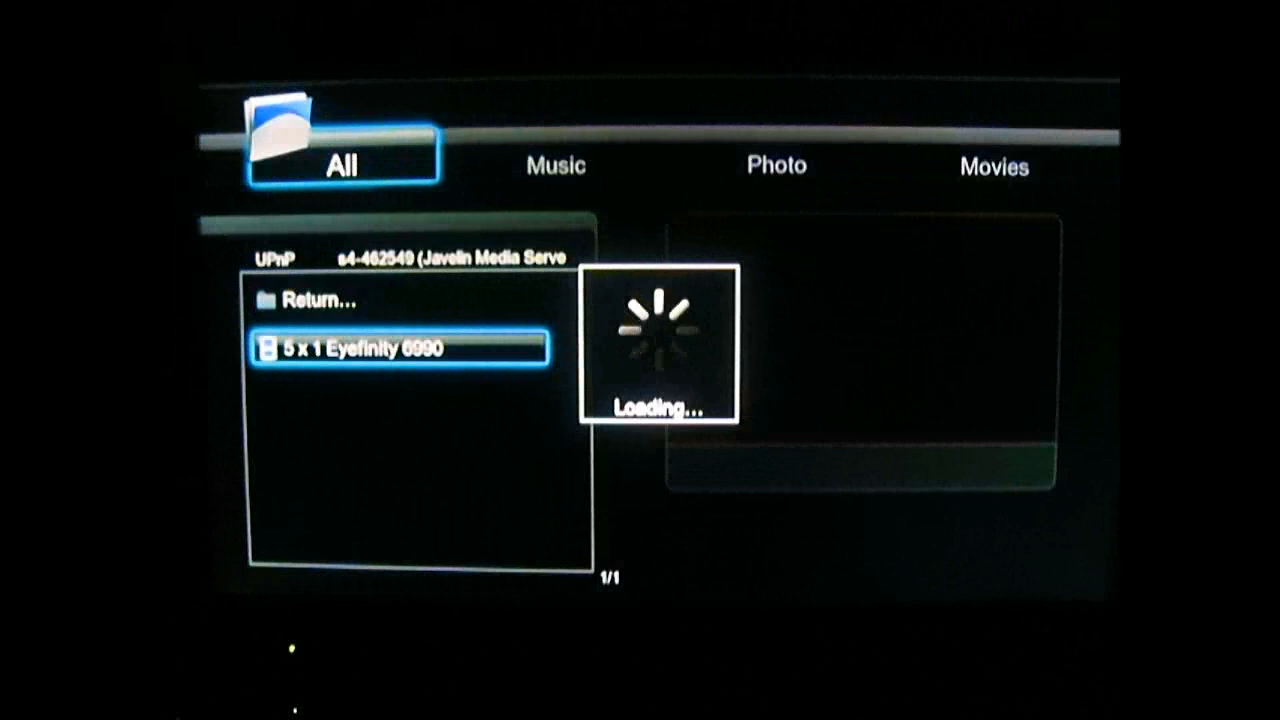 All Music Photo Movies
UPnP s4-462549 (Javelin Media Serve
Return...
5 x 1 Eyefinity 6990
Loading...
1/1